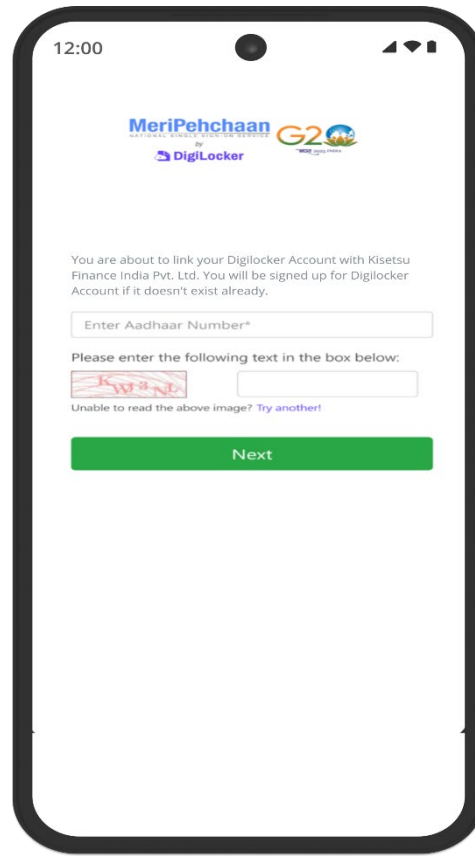 12:00
MeriPehchaan
NATIONAL SINGLE SIGN-ON SERVICE
by
DigiLocker
G20
You are about to link your Digilocker Account with Kisetsu
Finance India Pvt. Ltd. You will be signed up for Digilocker
Account if it doesn't exist already.
Enter Aadhaar Number*
Please enter the following text in the box below:
Unable to read the above image? Try another!
Next